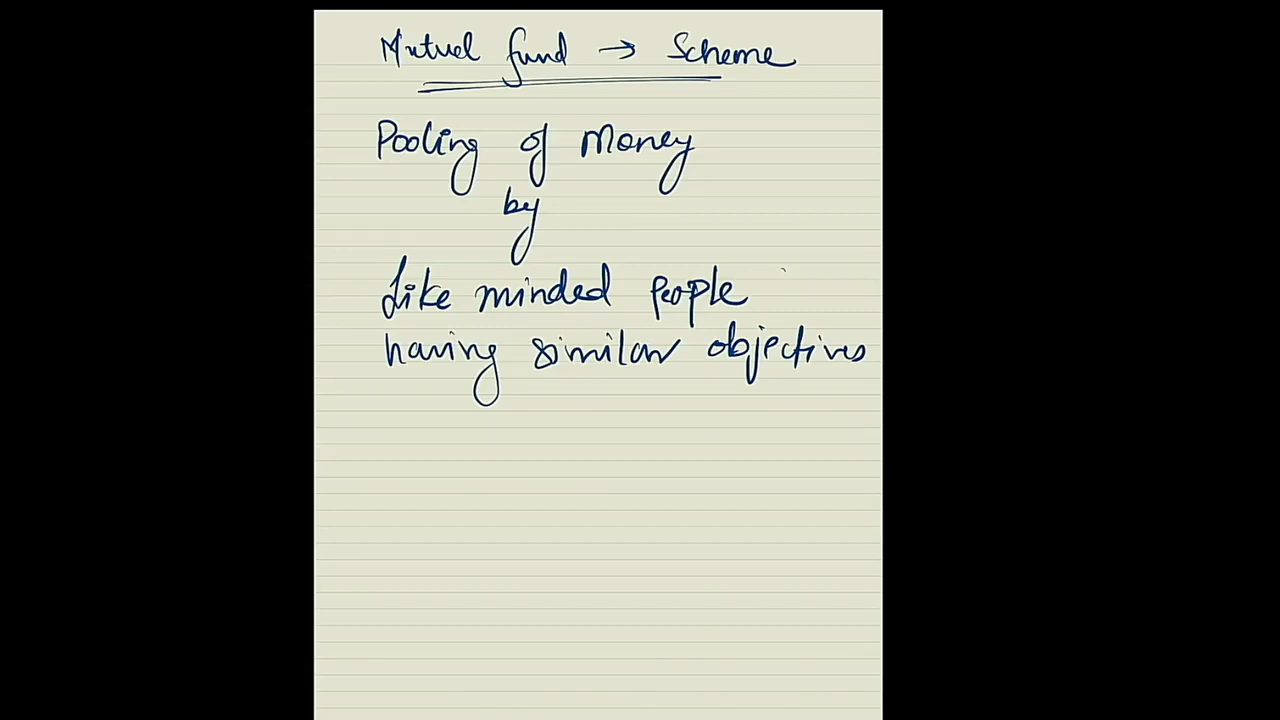 Mutual fund → Scheme
Pooling of Money
by
Like minded people
having similar objectives